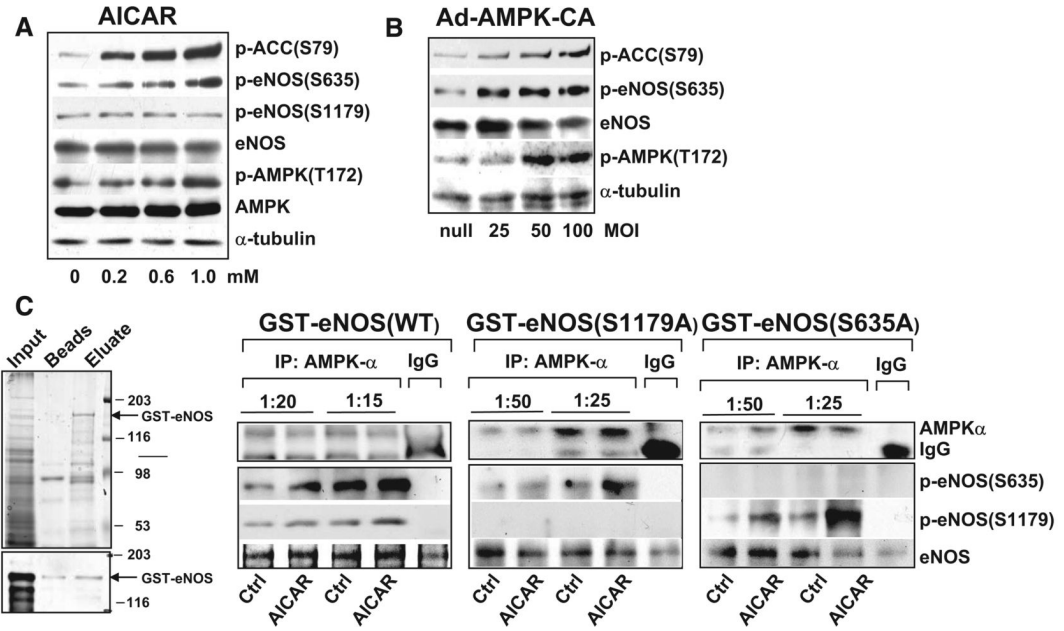 A
AICAR
p-ACC(S79)
p-eNOS(S635)
p-eNOS(S1179)
eNOS
p-AMPK(T172)
AMPK
α-tubulin
0 0.2 0.6 1.0 mM
B
Ad-AMPK-CA
p-ACC(S79)
p-eNOS(S635)
eNOS
p-AMPK(T172)
α-tubulin
null 25 50 100 MOI
C
Input Beads Eluate
203
GST-eNOS
116
98
53
203
GST-eNOS
116
GST-eNOS(WT)
IP: AMPK-α IgG
1:20 1:15
Ctrl AICAR Ctrl AICAR
GST-eNOS(S1179A)
IP: AMPK-α IgG
1:50 1:25
Ctrl AICAR Ctrl AICAR
GST-eNOS(S635A)
IP: AMPK-α IgG
1:50 1:25
AMPKα
IgG
p-eNOS(S635)
p-eNOS(S1179)
eNOS
Ctrl AICAR Ctrl AICAR